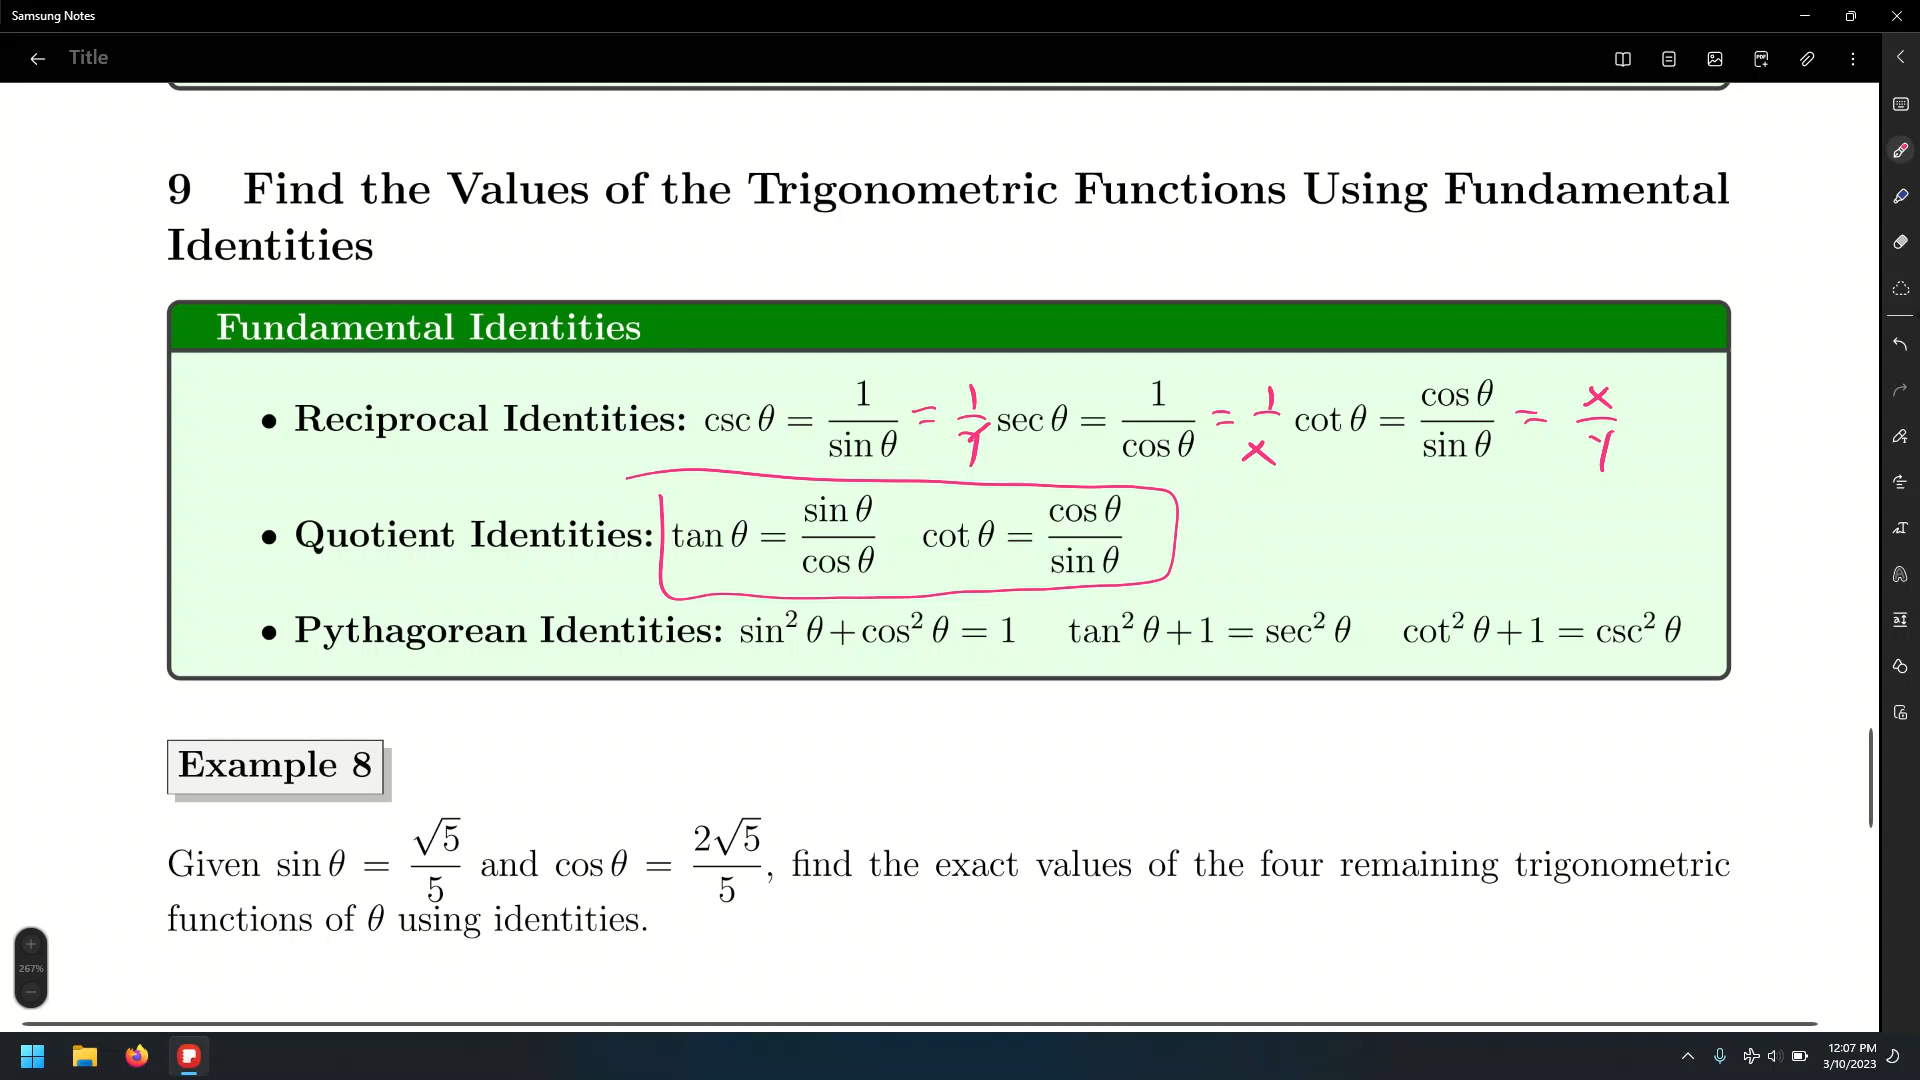 Samsung Notes
Title
9 Find the Values of the Trigonometric Functions Using Fundamental
Identities
Fundamental Identities
• Reciprocal Identities: csc θ = 1/sin θ = 1/y sec θ = 1/cos θ = 1/x cot θ = cos θ/sin θ = x/y
• Quotient Identities: tan θ = sin θ/cos θ cot θ = cos θ/sin θ
• Pythagorean Identities: sin² θ + cos² θ = 1 tan² θ + 1 = sec² θ cot² θ + 1 = csc² θ
Example 8
Given sin θ = √5/5 and cos θ = 2√5/5, find the exact values of the four remaining trigonometric
functions of θ using identities.
267%
12:07 PM
3/10/2023